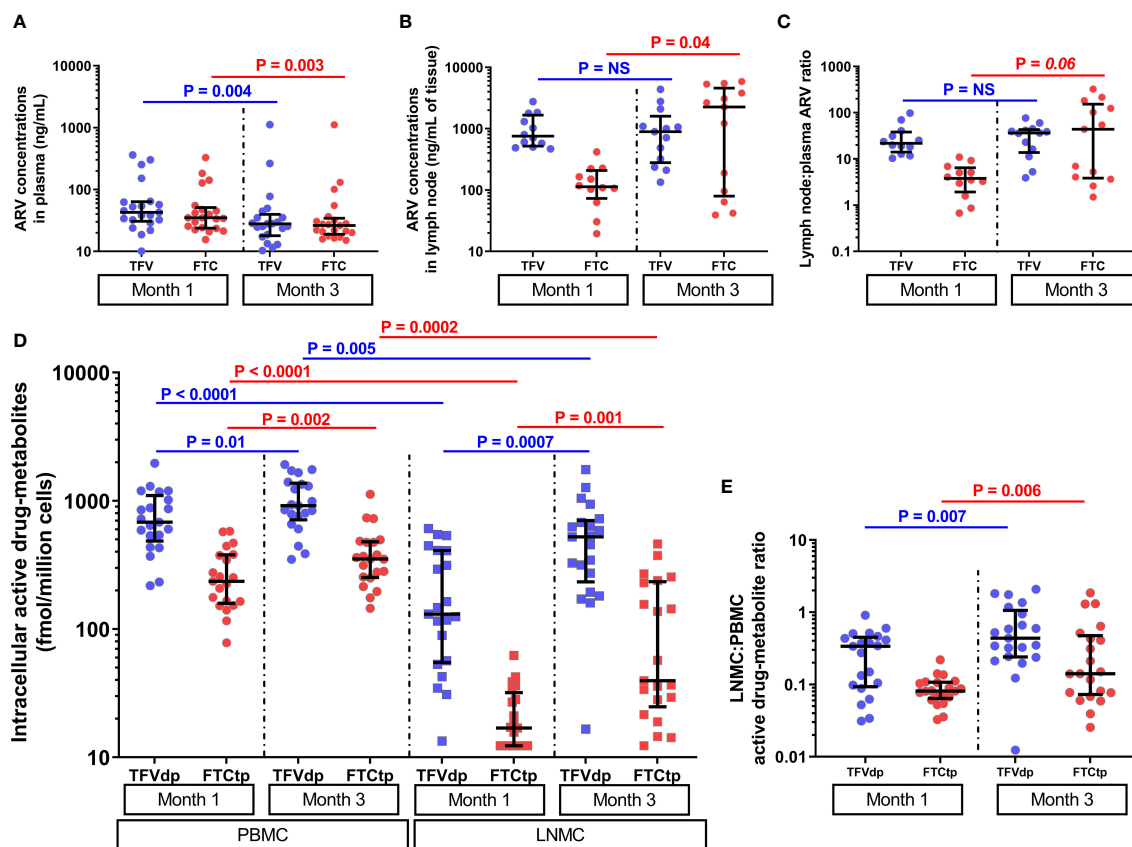 A
ARV concentrations
in plasma (ng/mL)
10000
1000
100
10
P = 0.003
P = 0.004
TFV
FTC
TFV
FTC
Month 1
Month 3
B
ARV concentrations
in lymph node (ng/mL of tissue)
10000
1000
100
10
P = 0.04
P = NS
TFV
FTC
TFV
FTC
Month 1
Month 3
C
Lymph node:plasma ARV ratio
1000
100
10
1
0.1
P = 0.06
P = NS
TFV
FTC
TFV
FTC
Month 1
Month 3
D
Intracellular active drug-metabolites
(fmol/million cells)
10000
1000
100
10
P = 0.0002
P = 0.005
P < 0.0001
P < 0.0001
P = 0.002
P = 0.001
P = 0.01
P = 0.0007
TFVdp
FTCtp
TFVdp
FTCtp
TFVdp
FTCtp
TFVdp
FTCtp
Month 1
Month 3
Month 1
Month 3
PBMC
LNMC
E
LNMC:PBMC
active drug-metabolite ratio
10
1
0.1
0.01
P = 0.006
P = 0.007
TFVdp
FTCtp
TFVdp
FTCtp
Month 1
Month 3